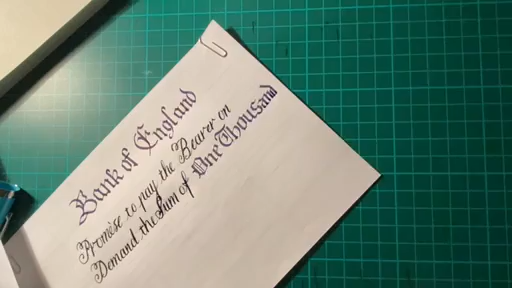 Bank of England
Promise to pay the Bearer on
Demand the Sum of One Thousand